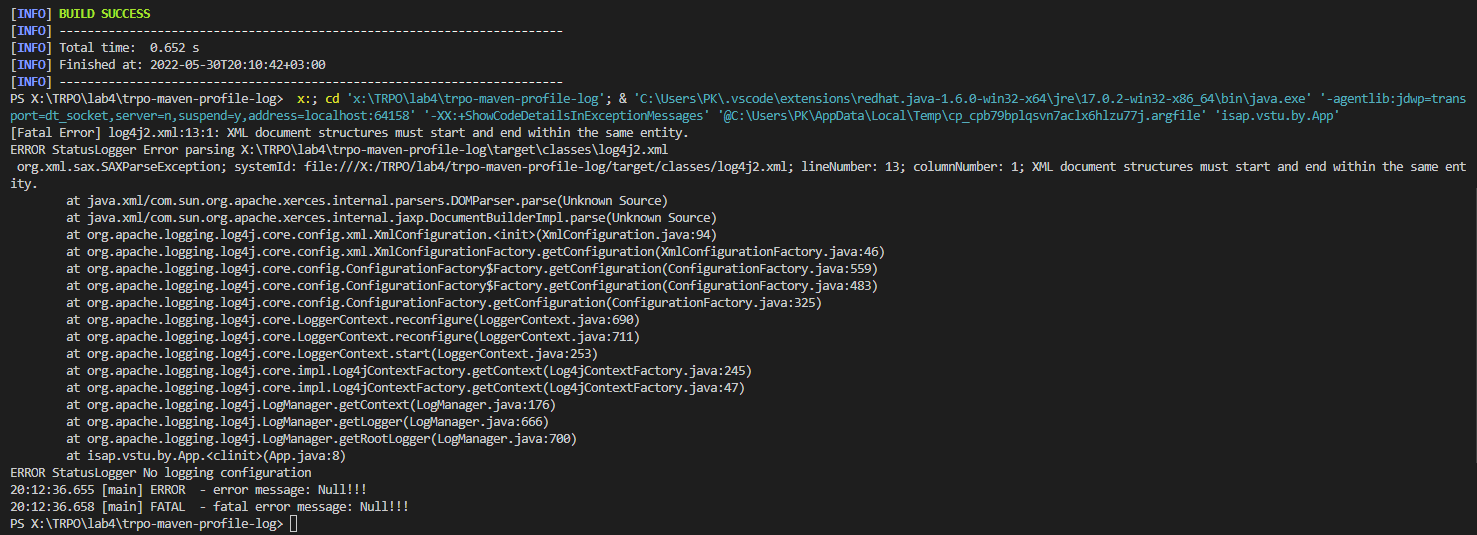 [INFO] BUILD SUCCESS
[INFO] ------------------------------------------------------------------------
[INFO] Total time:  0.652 s
[INFO] Finished at: 2022-05-30T20:10:42+03:00
[INFO] ------------------------------------------------------------------------
PS X:\TRPO\lab4\trpo-maven-profile-log>  x:; cd 'x:\TRPO\lab4\trpo-maven-profile-log'; & 'C:\Users\PK\.vscode\extensions\redhat.java-1.6.0-win32-x64\jre\17.0.2-win32-x86_64\bin\java.exe' '-agentlib:jdwp=trans
port=dt_socket,server=n,suspend=y,address=localhost:64158' '-XX:+ShowCodeDetailsInExceptionMessages' '@C:\Users\PK\AppData\Local\Temp\cp_cpb79bplqsvn7aclx6hlzu77j.argfile' 'isap.vstu.by.App'
[Fatal Error] log4j2.xml:13:1: XML document structures must start and end within the same entity.
ERROR StatusLogger Error parsing X:\TRPO\lab4\trpo-maven-profile-log\target\classes\log4j2.xml
 org.xml.sax.SAXParseException; systemId: file:///X:/TRPO/lab4/trpo-maven-profile-log/target/classes/log4j2.xml; lineNumber: 13; columnNumber: 1; XML document structures must start and end within the same ent
ity.
        at java.xml/com.sun.org.apache.xerces.internal.parsers.DOMParser.parse(Unknown Source)
        at java.xml/com.sun.org.apache.xerces.internal.jaxp.DocumentBuilderImpl.parse(Unknown Source)
        at org.apache.logging.log4j.core.config.xml.XmlConfiguration.<init>(XmlConfiguration.java:94)
        at org.apache.logging.log4j.core.config.xml.XmlConfigurationFactory.getConfiguration(XmlConfigurationFactory.java:46)
        at org.apache.logging.log4j.core.config.ConfigurationFactory$Factory.getConfiguration(ConfigurationFactory.java:559)
        at org.apache.logging.log4j.core.config.ConfigurationFactory$Factory.getConfiguration(ConfigurationFactory.java:483)
        at org.apache.logging.log4j.core.config.ConfigurationFactory.getConfiguration(ConfigurationFactory.java:325)
        at org.apache.logging.log4j.core.LoggerContext.reconfigure(LoggerContext.java:690)
        at org.apache.logging.log4j.core.LoggerContext.reconfigure(LoggerContext.java:711)
        at org.apache.logging.log4j.core.LoggerContext.start(LoggerContext.java:253)
        at org.apache.logging.log4j.core.impl.Log4jContextFactory.getContext(Log4jContextFactory.java:245)
        at org.apache.logging.log4j.core.impl.Log4jContextFactory.getContext(Log4jContextFactory.java:47)
        at org.apache.logging.log4j.LogManager.getContext(LogManager.java:176)
        at org.apache.logging.log4j.LogManager.getLogger(LogManager.java:666)
        at org.apache.logging.log4j.LogManager.getRootLogger(LogManager.java:700)
        at isap.vstu.by.App.<clinit>(App.java:8)
ERROR StatusLogger No logging configuration
20:12:36.655 [main] ERROR  - error message: Null!!!
20:12:36.658 [main] FATAL  - fatal error message: Null!!!
PS X:\TRPO\lab4\trpo-maven-profile-log>